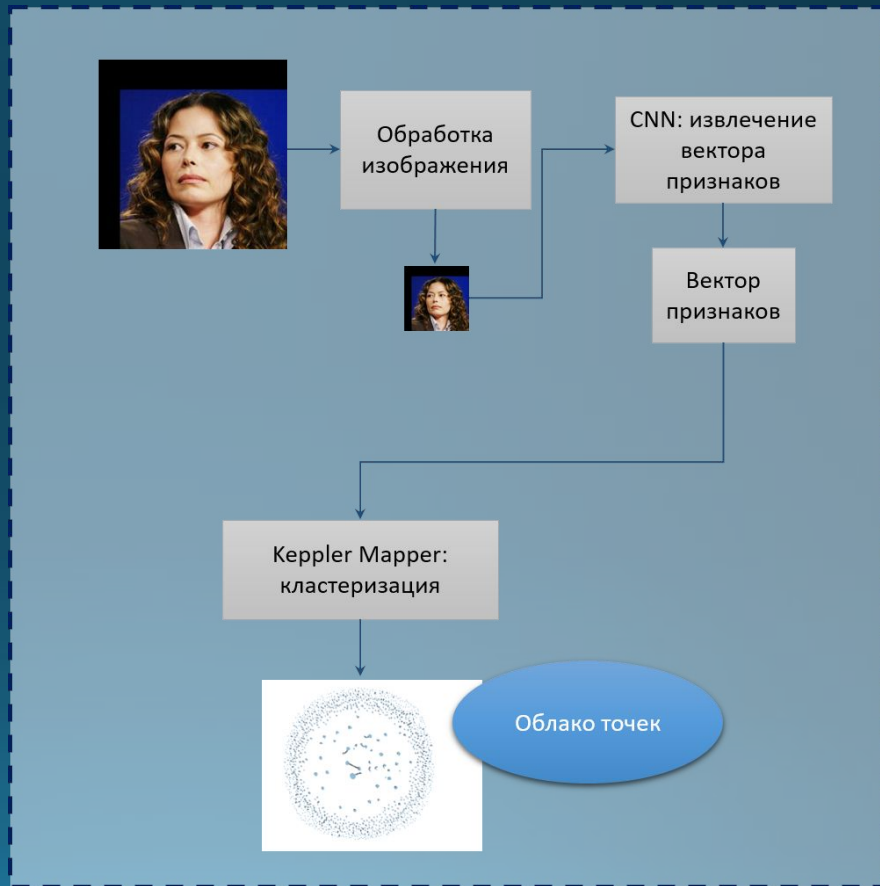 Обработка
изображения
CNN: извлечение
вектора
признаков
Вектор
признаков
Keppler Mapper:
кластеризация
Облако точек